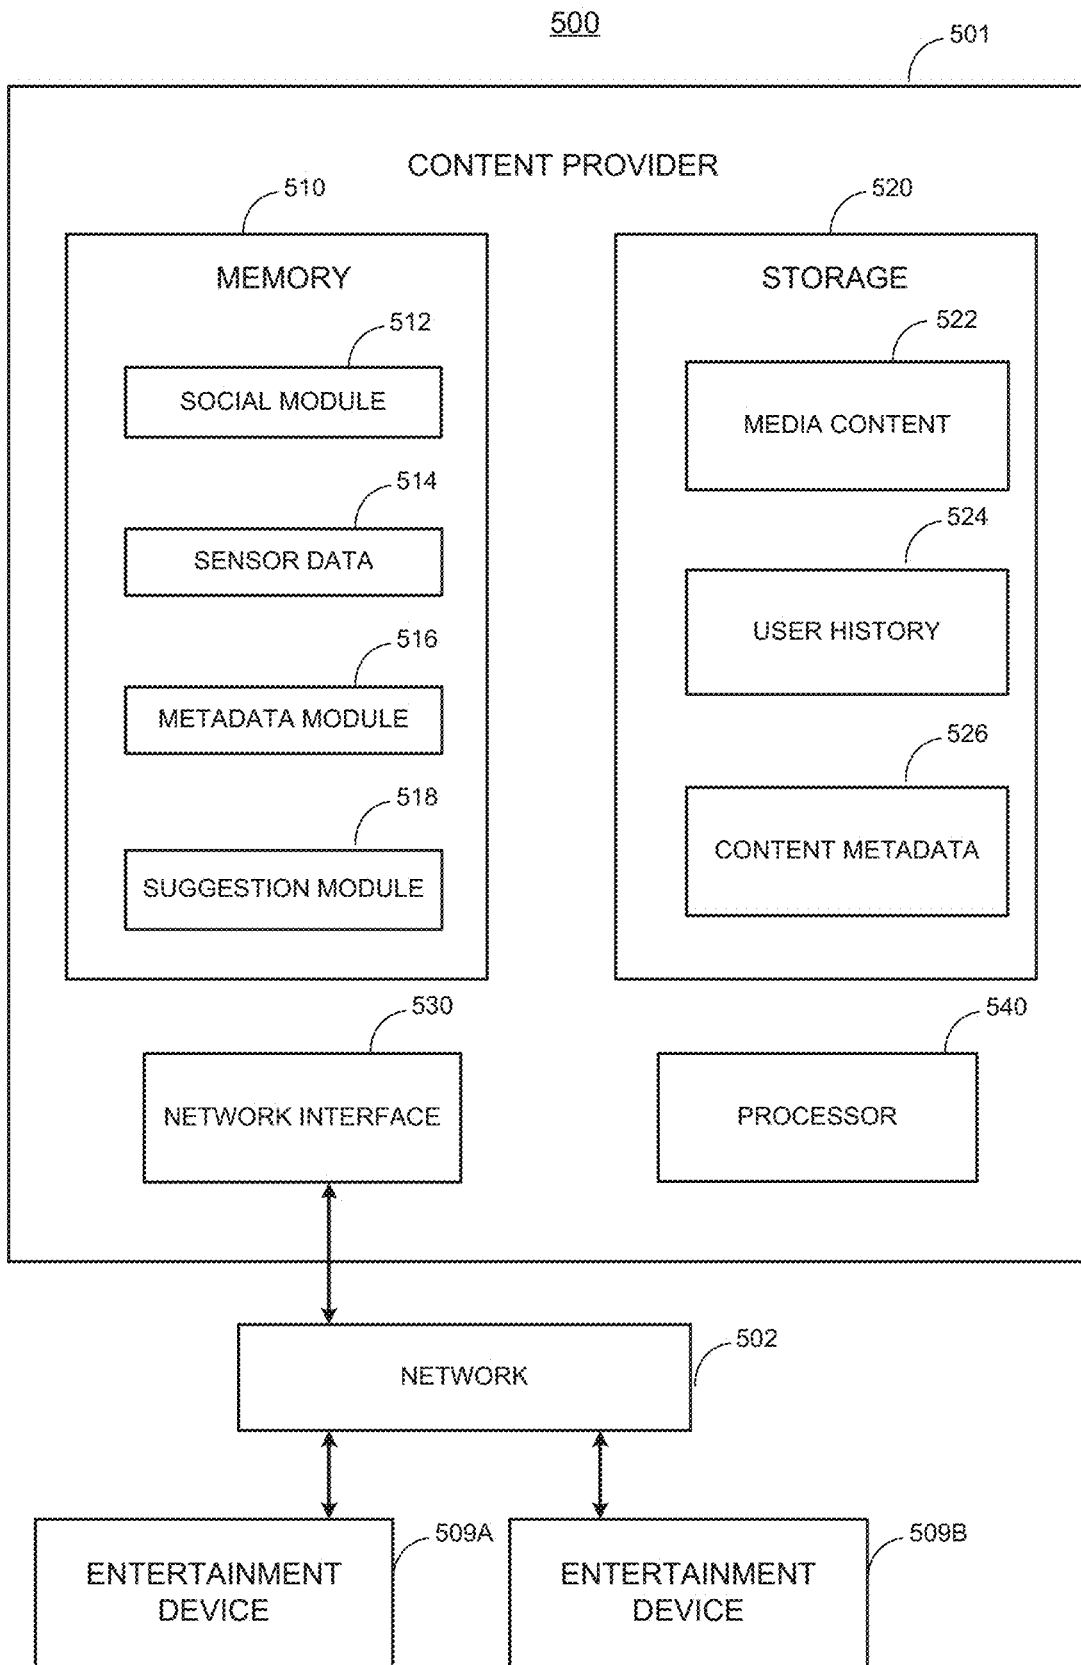 500
501
CONTENT PROVIDER
510
520
MEMORY
STORAGE
512
522
SOCIAL MODULE
MEDIA CONTENT
514
524
SENSOR DATA
USER HISTORY
516
526
METADATA MODULE
CONTENT METADATA
518
SUGGESTION MODULE
530
540
NETWORK INTERFACE
PROCESSOR
502
NETWORK
509A
509B
ENTERTAINMENT
DEVICE
ENTERTAINMENT
DEVICE